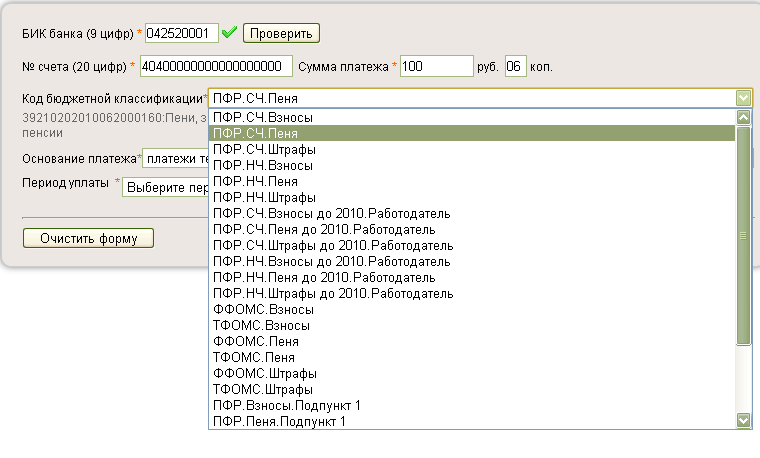 БИК банка (9 цифр) * 042520001 Проверить
№ счета (20 цифр) * 40400000000000000000 Сумма платежа * 100 руб. 06 коп.
Код бюджетной классификации* ПФР.СЧ.Пеня
39210202010062000160:Пени, з
пенсии
Основание платежа* платежи те
Период уплаты * Выберите пер
Очистить форму
ПФР.СЧ.Взносы
ПФР.СЧ.Пеня
ПФР.СЧ.Штрафы
ПФР.НЧ.Взносы
ПФР.НЧ.Пеня
ПФР.НЧ.Штрафы
ПФР.СЧ.Взносы до 2010.Работодатель
ПФР.СЧ.Пеня до 2010.Работодатель
ПФР.СЧ.Штрафы до 2010.Работодатель
ПФР.НЧ.Взносы до 2010.Работодатель
ПФР.НЧ.Пеня до 2010.Работодатель
ПФР.НЧ.Штрафы до 2010.Работодатель
ФФОМС.Взносы
ТФОМС.Взносы
ФФОМС.Пеня
ТФОМС.Пеня
ФФОМС.Штрафы
ТФОМС.Штрафы
ПФР.Взносы.Подпункт 1
ПФР.Пеня.Подпункт 1